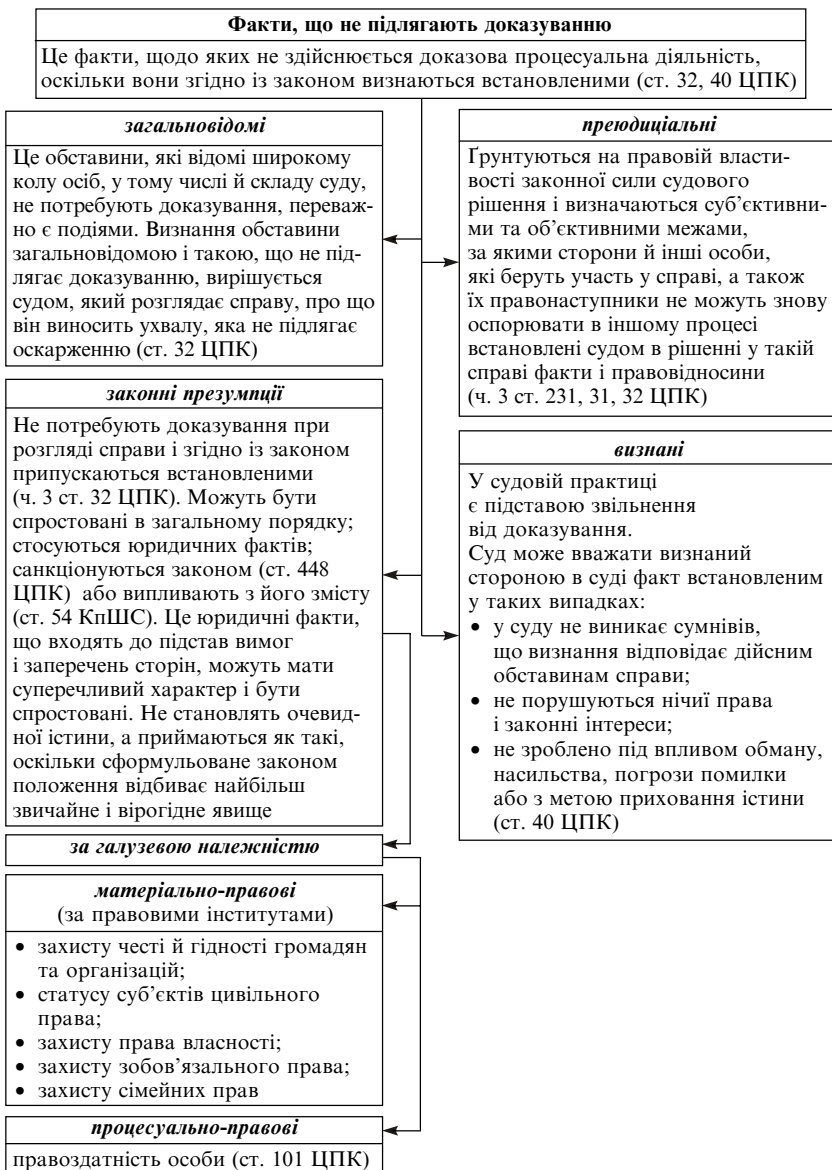 Факти, що не підлягають доказуванню
Це факти, щодо яких не здійснюється доказова процесуальна діяльність,
оскільки вони згідно із законом визнаються встановленими (ст. 32, 40 ЦПК)
загальновідомі
Це обставини, які відомі широкому
колу осіб, у тому числі й складу суду,
не потребують доказування, переваж-
но є подіями. Визнання обставини
загальновідомою і такою, що не під-
лягає доказуванню, вирішується
судом, який розглядає справу, про що
він виносить ухвалу, яка не підлягає
оскарженню (ст. 32 ЦПК)
преюдиціальні
Ґрунтуються на правовій власти-
вості законної сили судового
рішення і визначаються суб’єктивни-
ми та об’єктивними межами,
за якими сторони й інші особи,
які беруть участь у справі, а також
їх правонаступники не можуть знову
оспорювати в іншому процесі
встановлені судом в рішенні у такій
справі факти і правовідносини
(ч. 3 ст. 231, 31, 32 ЦПК)
законні презумпції
Не потребують доказування при
розгляді справи і згідно із законом
припускаються встановленими
(ч. 3 ст. 32 ЦПК). Можуть бути
спростовані в загальному порядку;
стосуються юридичних фактів;
санкціонуються законом (ст. 448
ЦПК) або випливають з його змісту
(ст. 54 КпШС). Це юридичні факти,
що входять до підстав вимог
і заперечень сторін, можуть мати
суперечливий характер і бути
спростовані. Не становлять очевид-
ної істини, а приймаються як такі,
оскільки сформульоване законом
положення відбиває найбільш
звичайне і вірогідне явище
визнані
У судовій практиці
є підставою звільнення
від доказування.
Суд може вважати визнаний
стороною в суді факт встановленим
у таких випадках:
• у суду не виникає сумнівів,
що визнання відповідає дійсним
обставинам справи;
• не порушуються нічиї права
і законні інтереси;
• не зроблено під впливом обману,
насильства, погрози помилки
або з метою приховання істини
(ст. 40 ЦПК)
за галузевою належністю
матеріально-правові
(за правовими інститутами)
• захисту честі й гідності громадян
та організацій;
• статусу суб’єктів цивільного
права;
• захисту права власності;
• захисту зобов’язального права;
• захисту сімейних прав
процесуально-правові
правоздатність особи (ст. 101 ЦПК)